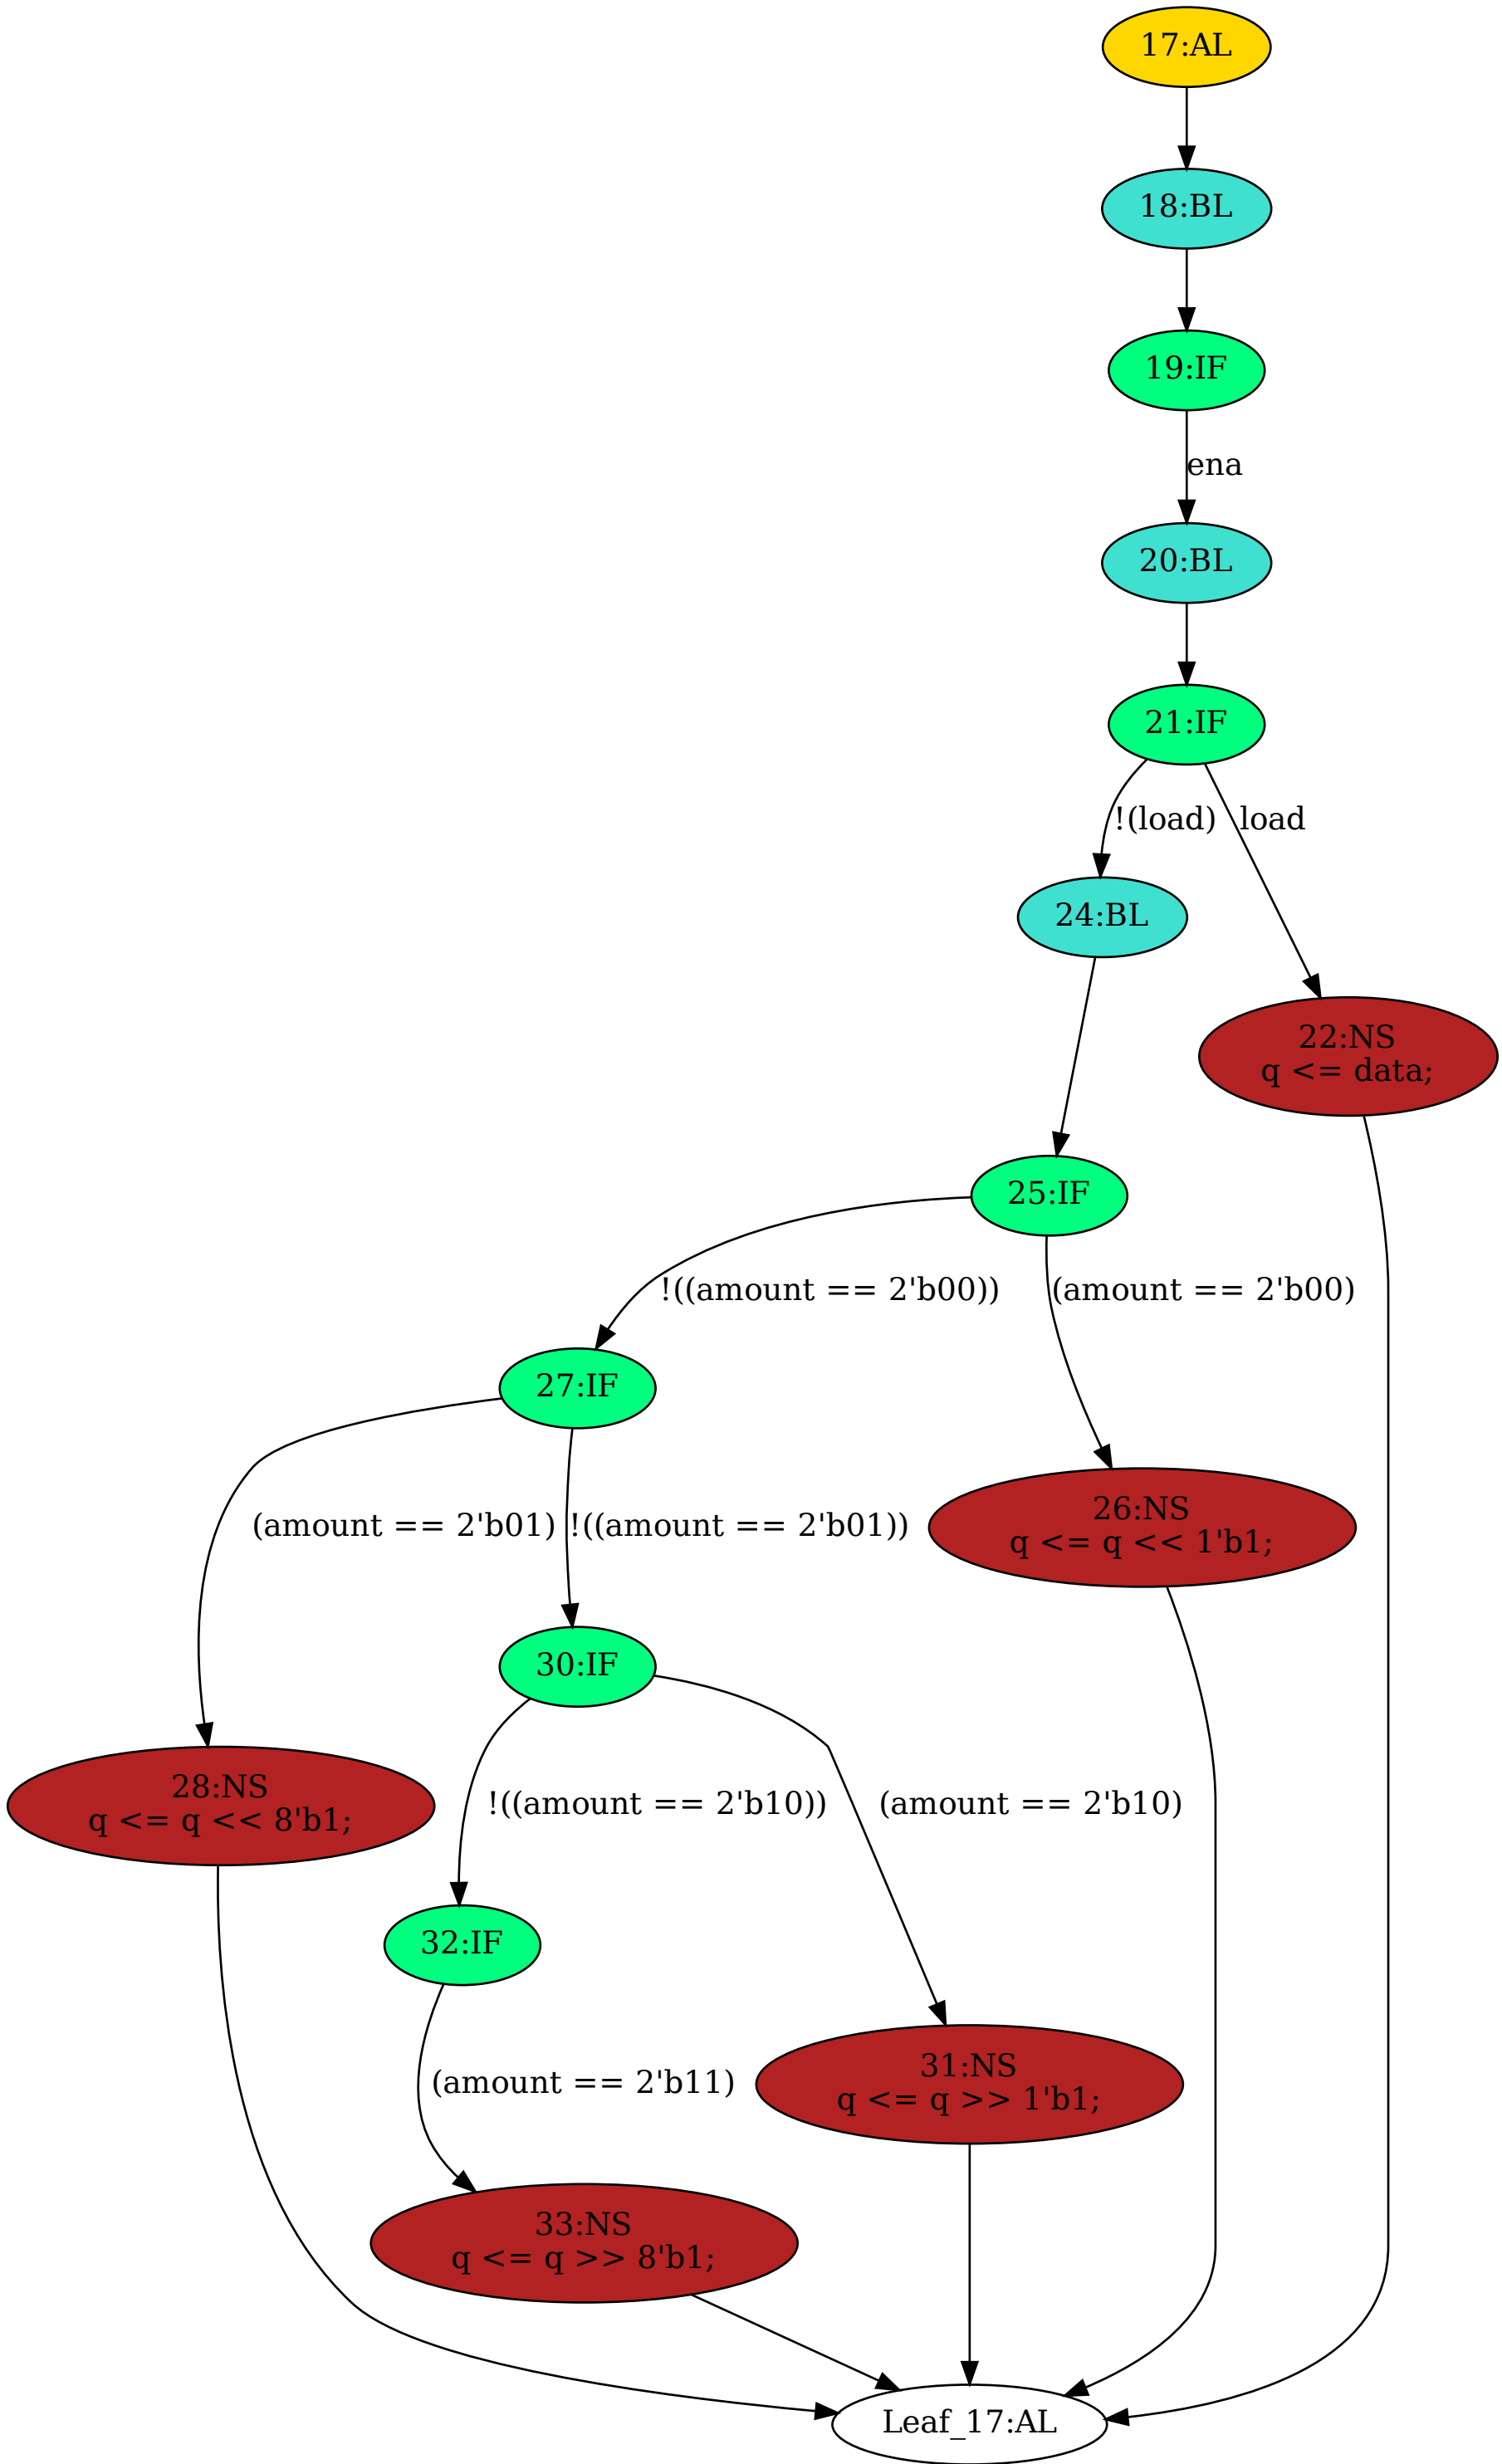 17:AL
18:BL
19:IF
ena
20:BL
21:IF
!(load)
load
24:BL
22:NS
q <= data;
25:IF
!((amount == 2'b00))
(amount == 2'b00)
27:IF
26:NS
q <= q << 1'b1;
(amount == 2'b01)
!((amount == 2'b01))
30:IF
28:NS
q <= q << 8'b1;
!((amount == 2'b10))
(amount == 2'b10)
32:IF
31:NS
q <= q >> 1'b1;
(amount == 2'b11)
33:NS
q <= q >> 8'b1;
Leaf_17:AL